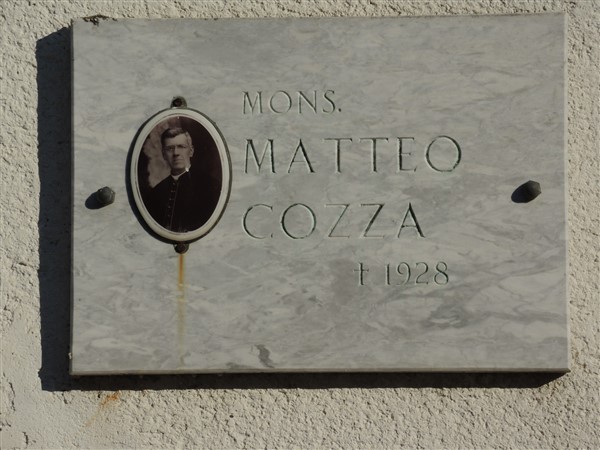 MONS.
MATTEO
COZZA
† 1928